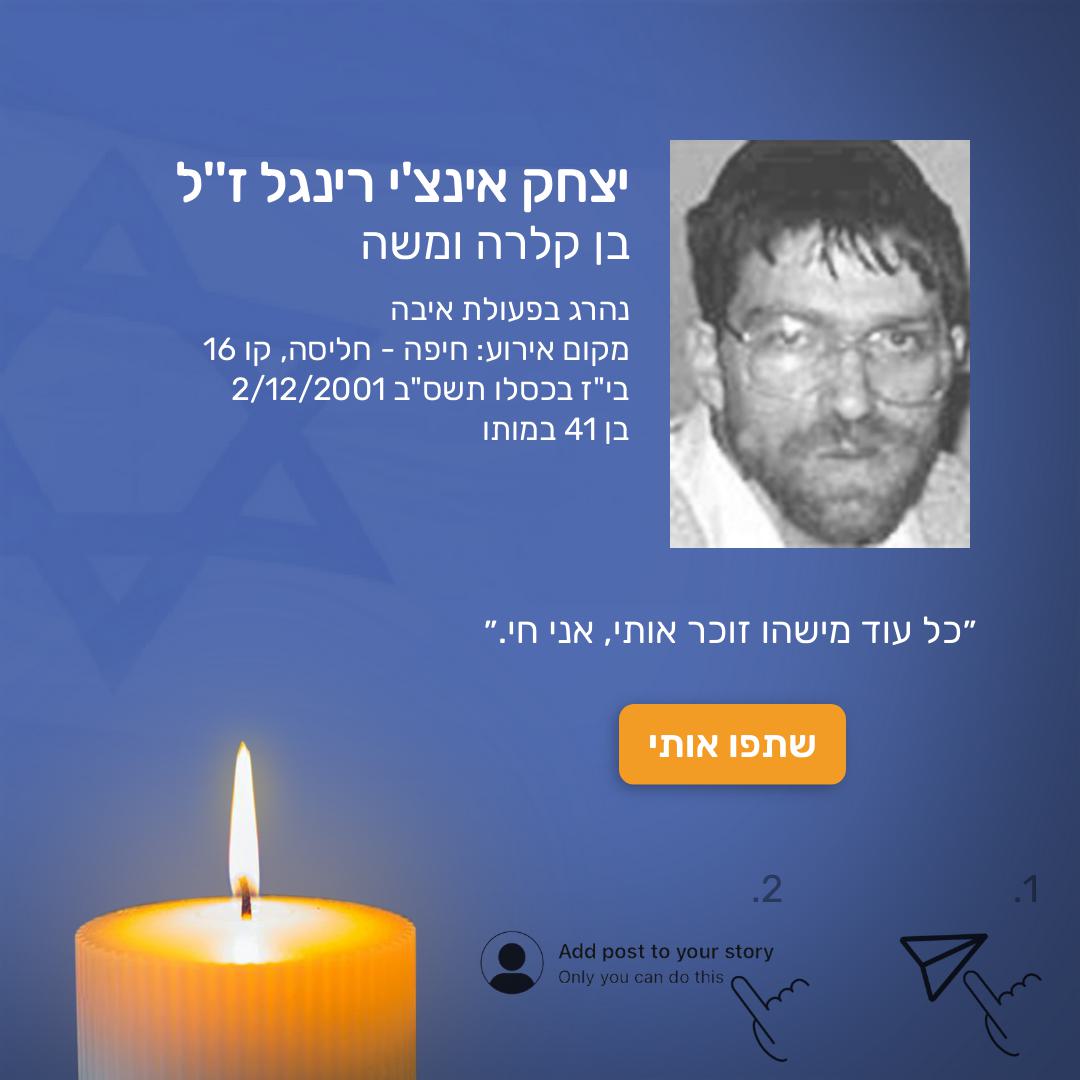 יצחק אינצ'י רינגל ז''ל
בן קלרה ומשה
נהרג בפעולת איבה
מקום אירוע: חיפה - חליסה, קו 16
בי"ז בכסלו תשס"ב 2/12/2001
בן 41 במותו
״כל עוד מישהו זוכר אותי, אני חי.״
שתפו אותי
1.
2.
Add post to your story
Only you can do this